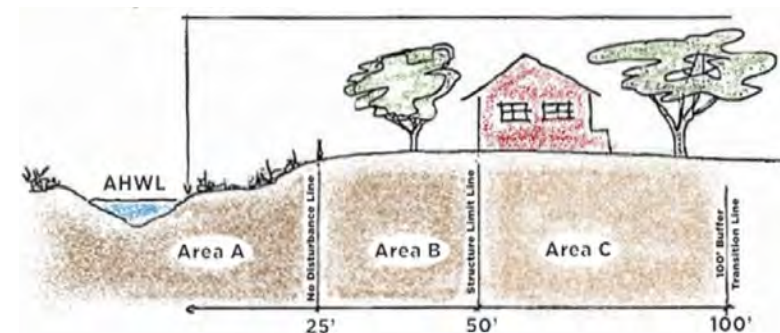 AHWL
Area A
No Disturbance Line
Area B
Structure Limit Line
Area C
100' Buffer
Transition Line
25'
50'
100'